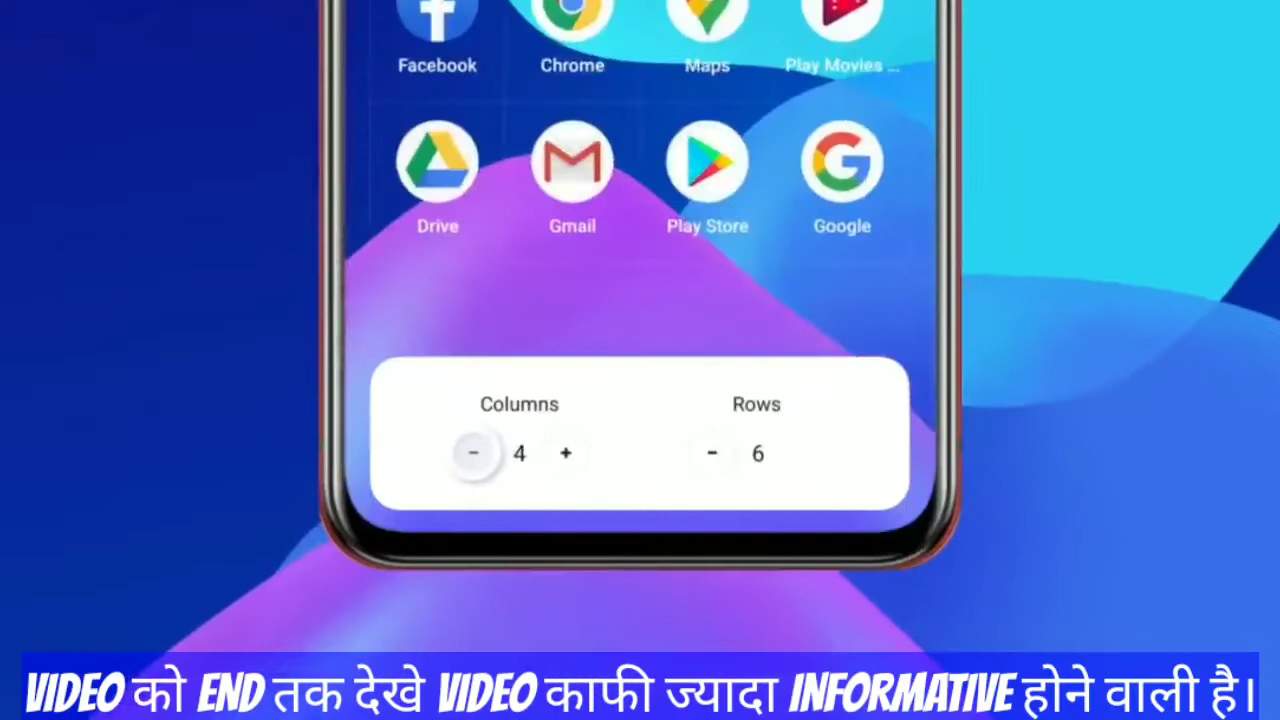 Facebook Chrome Maps Play Movies ...
Drive Gmail Play Store Google
Columns Rows
- 4 + - 6
VIDEO को END तक देखे VIDEO काफी ज्यादा INFORMATIVE होने वाली है।